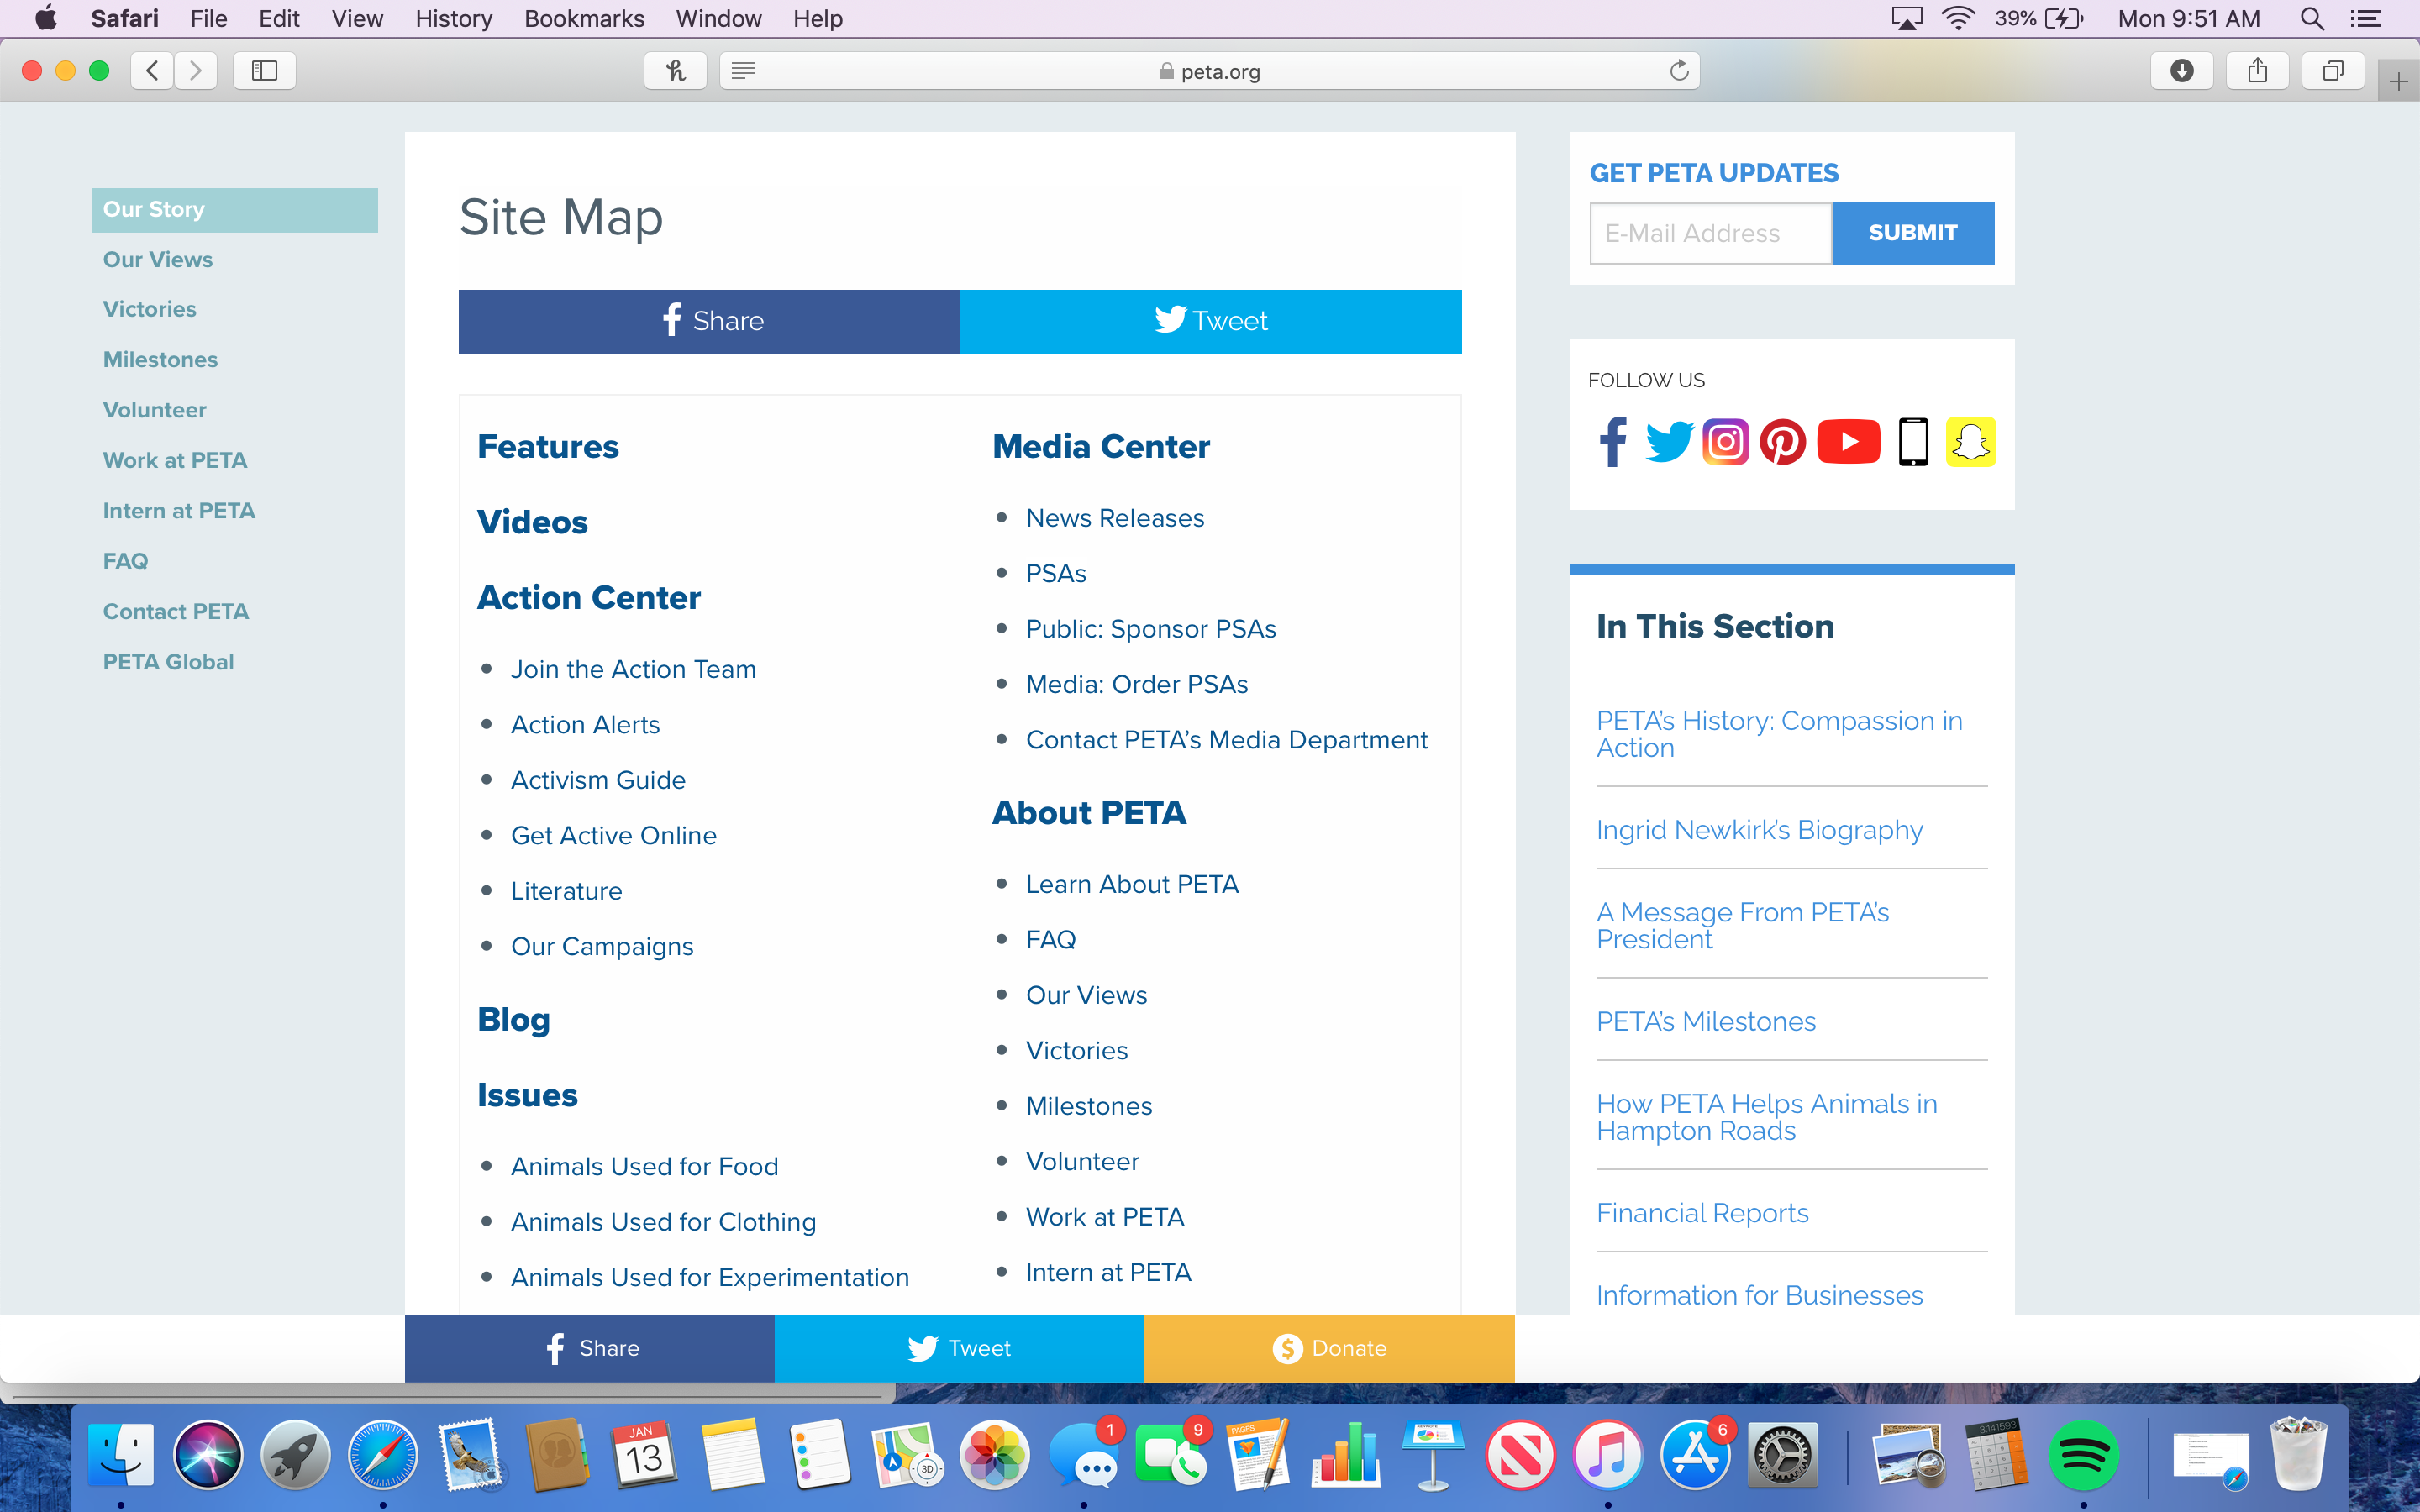 Safari File Edit View History Bookmarks Window Help 39% Mon 9:51 AM
peta.org
Our Story
Our Views
Victories
Milestones
Volunteer
Work at PETA
Intern at PETA
FAQ
Contact PETA
PETA Global
Site Map
Share Tweet
Features
Videos
Action Center
Join the Action Team
Action Alerts
Activism Guide
Get Active Online
Literature
Our Campaigns
Blog
Issues
Animals Used for Food
Animals Used for Clothing
Animals Used for Experimentation
Media Center
News Releases
PSAs
Public: Sponsor PSAs
Media: Order PSAs
Contact PETA’s Media Department
About PETA
Learn About PETA
FAQ
Our Views
Victories
Milestones
Volunteer
Work at PETA
Intern at PETA
GET PETA UPDATES
E-Mail Address SUBMIT
FOLLOW US
In This Section
PETA’s History: Compassion in
Action
Ingrid Newkirk’s Biography
A Message From PETA’s
President
PETA’s Milestones
How PETA Helps Animals in
Hampton Roads
Financial Reports
Information for Businesses
Share Tweet $ Donate
JAN
13
3D
1
9
PAGES
6
3.141593